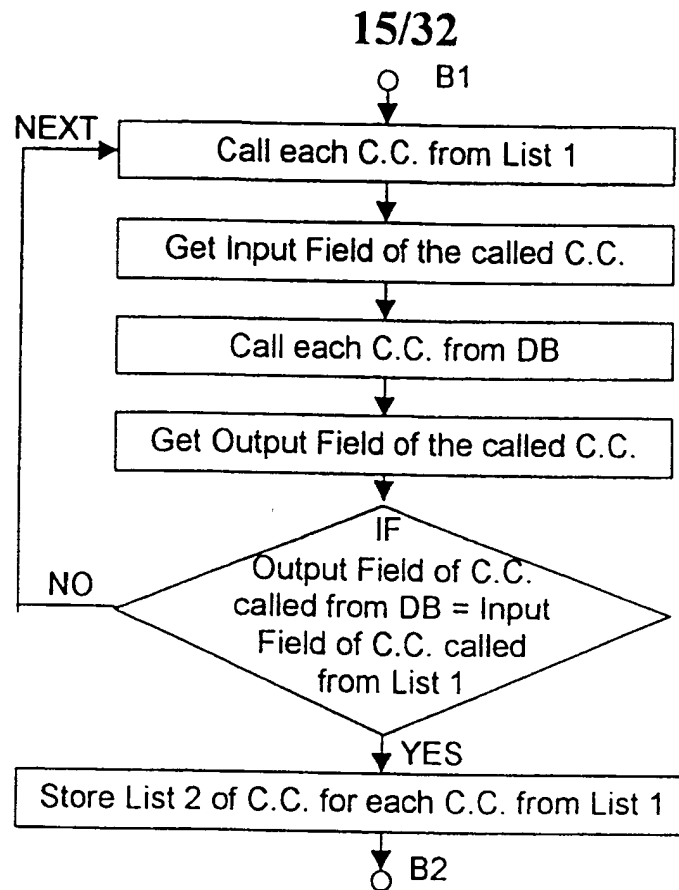 15/32
B1
NEXT
Call each C.C. from List 1
Get Input Field of the called C.C.
Call each C.C. from DB
Get Output Field of the called C.C.
IF
Output Field of C.C.
called from DB = Input
Field of C.C. called
from List 1
NO
YES
Store List 2 of C.C. for each C.C. from List 1
B2